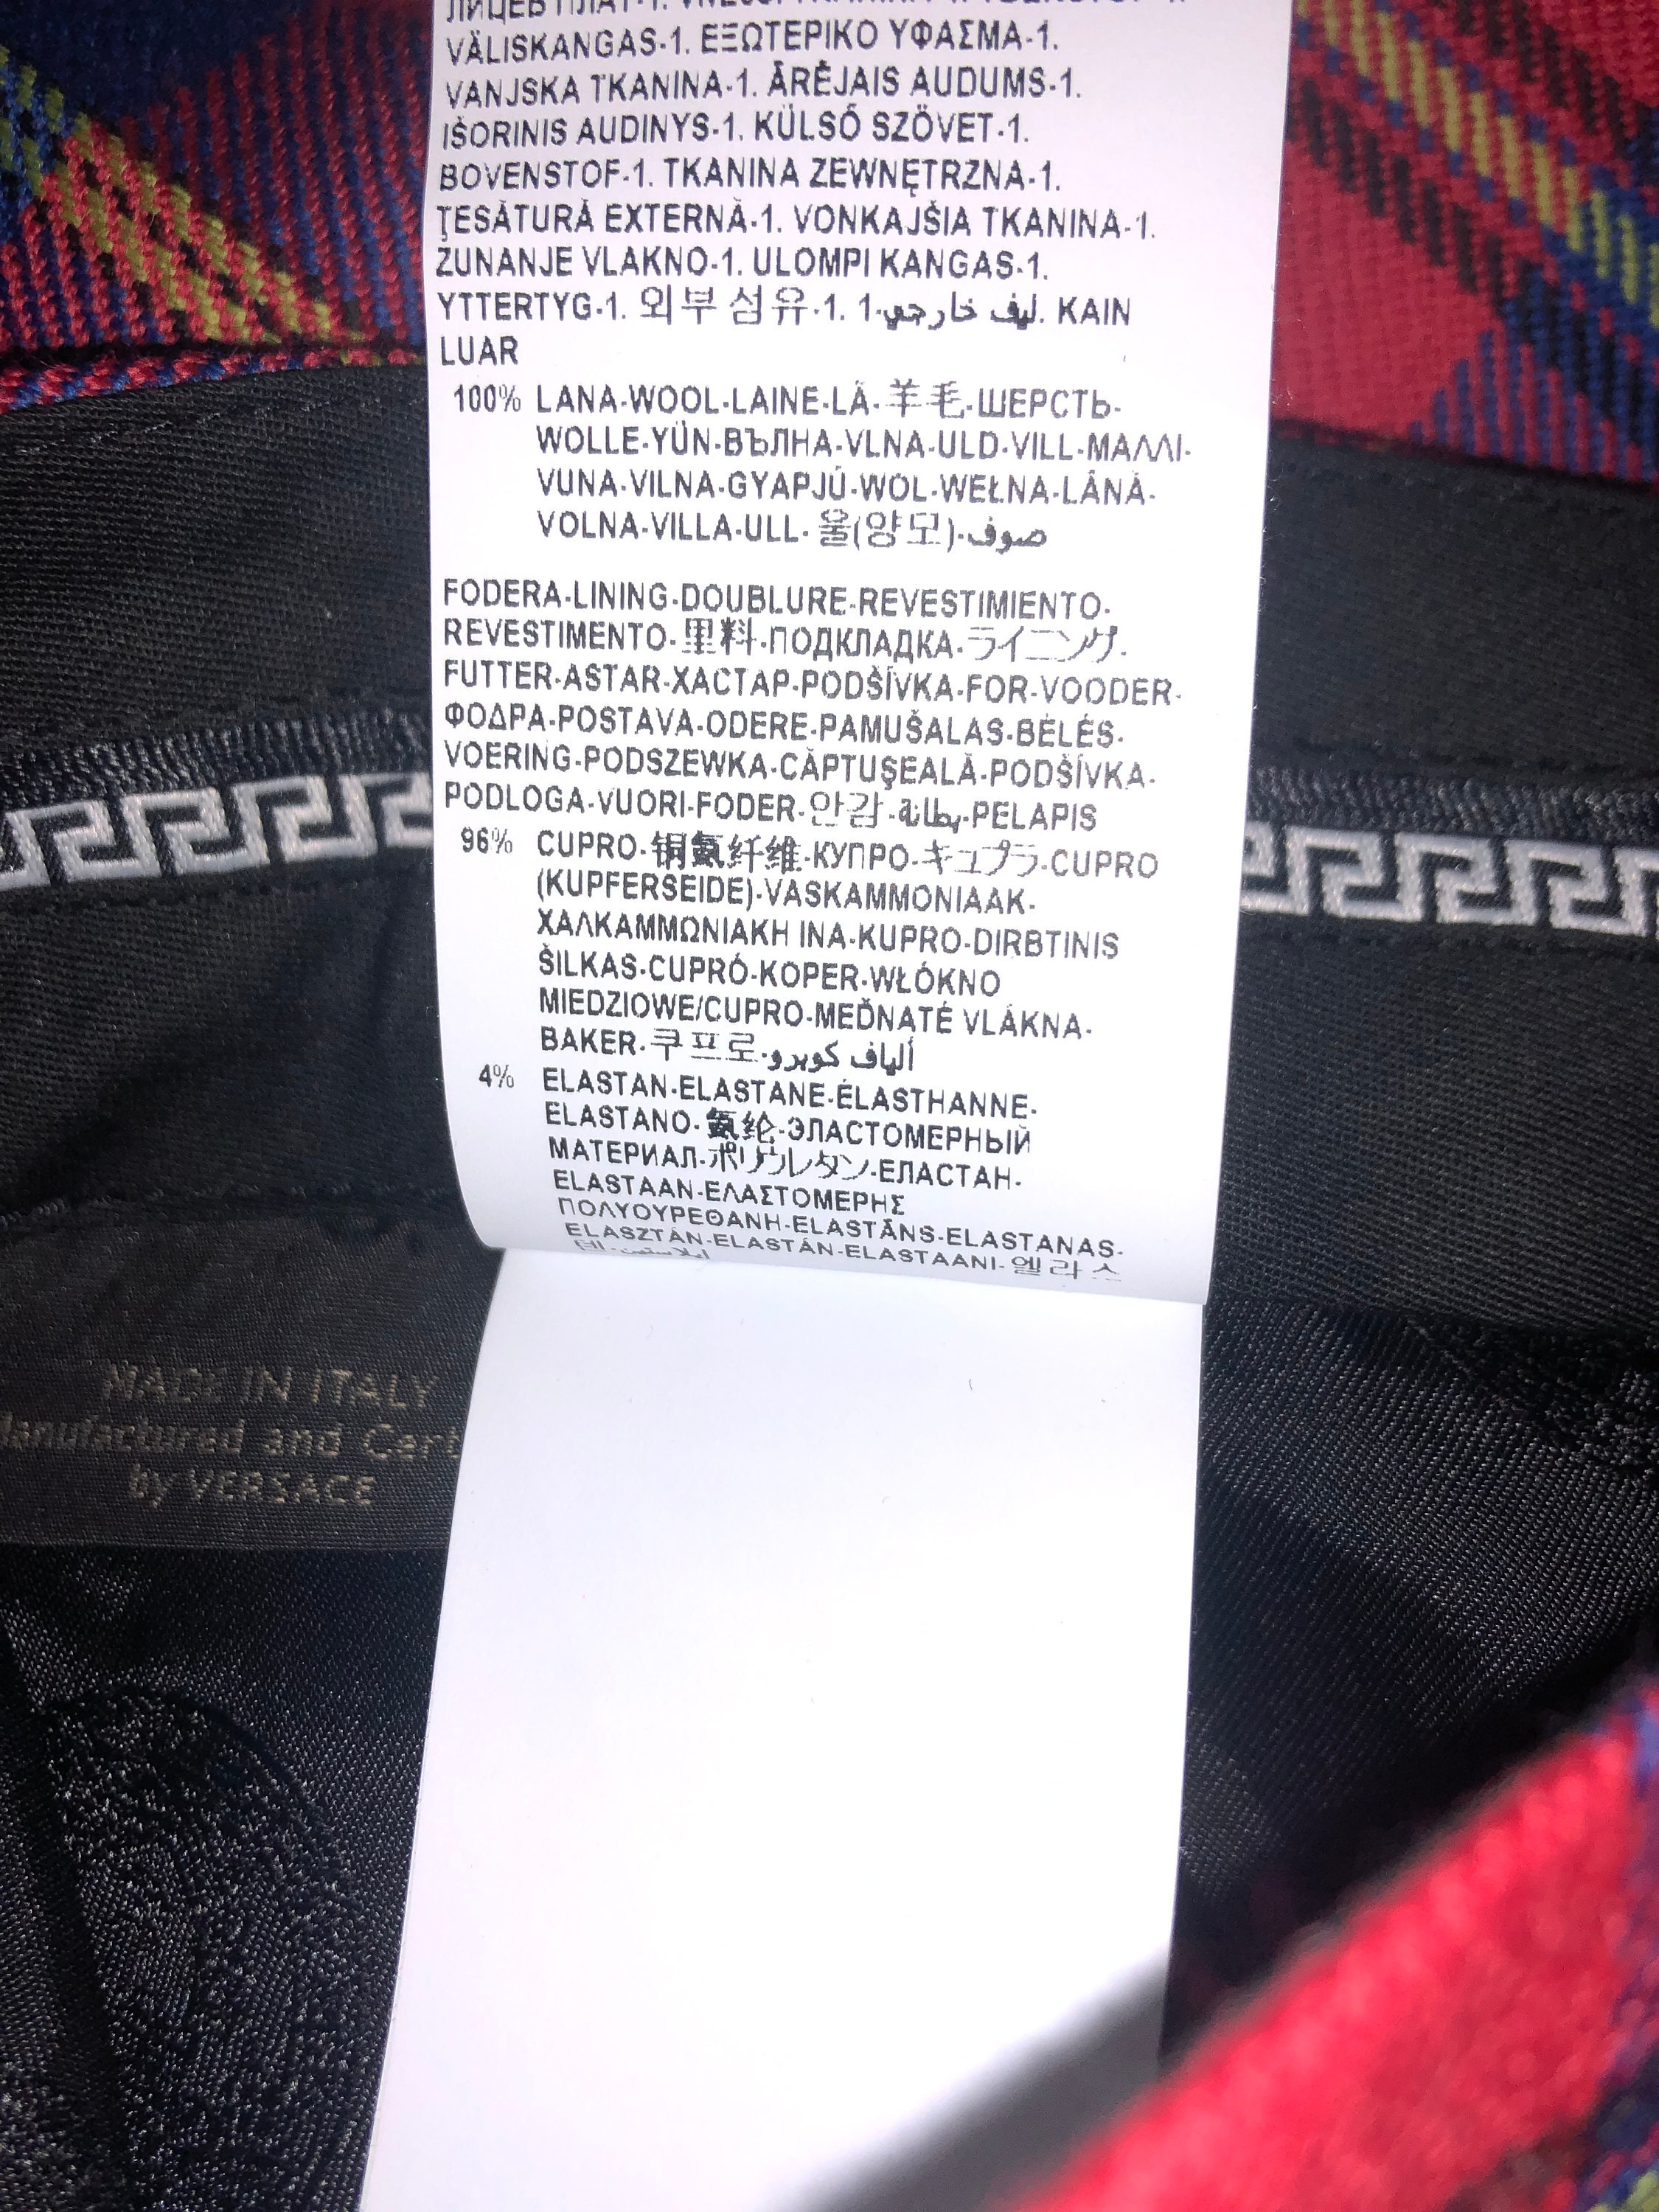 VÄLISKANGAS-1. ΕΞΩΤΕΡΙΚΟ ΥΦΑΣΜΑ-1.
VANJSKA TKANINA-1. ĀRĒJAIS AUDUMS-1.
IŠORINIS AUDINYS-1. KÜLSŐ SZÖVET-1.
BOVENSTOF-1. TKANINA ZEWNĘTRZNA-1.
ŢESĂTURĂ EXTERNĂ-1. VONKAJŠIA TKANINA-1.
ZUNANJE VLAKNO-1. ULOMPI KANGAS-1.
YTTERTYG-1. 외부 섬유-1. 1-ليف خارجي. KAIN
LUAR
100% LANA-WOOL-LAINE-LÃ-羊毛-ШЕРСТЬ-
WOLLE-YÜN-ВЪЛНА-VLNA-ULD-VILL-ΜΑΛΛΙ-
VUNA-VILNA-GYAPJÚ-WOL-WEŁNA-LÂNĂ-
VOLNA-VILLA-ULL-울(양모)-صوف
FODERA-LINING-DOUBLURE-REVESTIMIENTO-
REVESTIMENTO-里料-ПОДКЛАДКА-ライニング-
FUTTER-ASTAR-ХАСТАР-PODŠÍVKA-FOR-VOODER-
ΦΟΔΡΑ-POSTAVA-ODERE-PAMUŠALAS-BÉLÉS-
VOERING-PODSZEWKA-CĂPTUŞEALĂ-PODŠÍVKA-
PODLOGA-VUORI-FODER-안감-بطانة-PELAPIS
96% CUPRO-铜氨纤维-КУПРО-キュプラ-CUPRO
(KUPFERSEIDE)-VASKAMMONIAAK-
ΧΑΛΚΑΜΜΩΝΙΑΚΗ ΙΝΑ-KUPRO-DIRBTINIS
ŠILKAS-CUPRÓ-KOPER-WŁÓKNO
MIEDZIOWE/CUPRO-MEĎNATÉ VLÁKNA-
BAKER-쿠프로-ألياف كوبرو
4% ELASTAN-ELASTANE-ÉLASTHANNE-
ELASTANO-氨纶-ЭЛАСТОМЕРНЫЙ
МАТЕРИАЛ-ポリウレタン-ЕЛАСТАН-
ELASTAAN-ΕΛΑΣΤΟΜΕΡΗΣ
ΠΟΛΥΟΥΡΕΘΑΝΗ-ELASTĀNS-ELASTANAS-
ELASZTÁN-ELASTÁN-ELASTAANI-엘라스
MADE IN ITALY
Manufactured and
by VERSACE